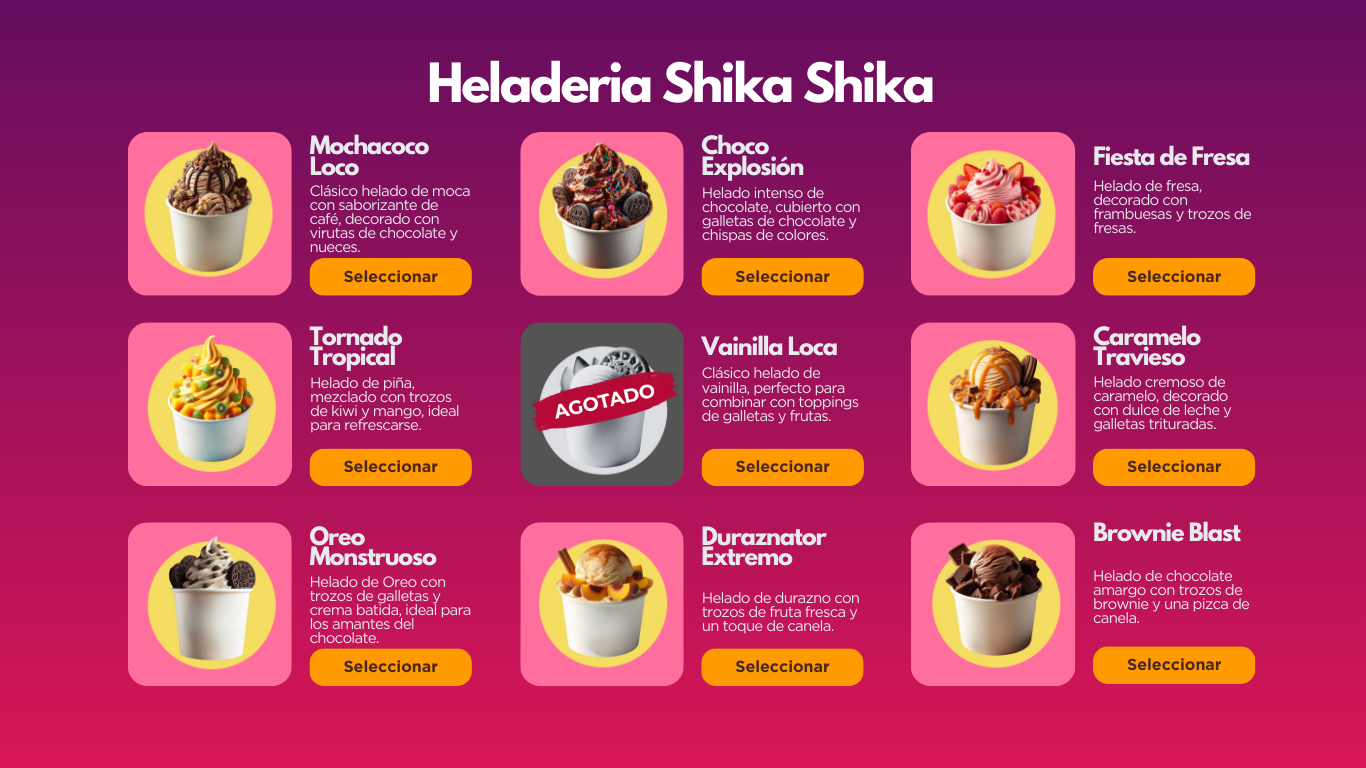 Heladeria Shika Shika
Mochacoco
Loco
Clásico helado de moca
con saborizante de
café, decorado con
virutas de chocolate y
nueces.
Seleccionar
Choco
Explosión
Helado intenso de
chocolate, cubierto con
galletas de chocolate y
chispas de colores.
Seleccionar
Fiesta de Fresa
Helado de fresa,
decorado con
frambuesas y trozos de
fresas.
Seleccionar
Tornado
Tropical
Helado de piña,
mezclado con trozos
de kiwi y mango, ideal
para refrescarse.
Seleccionar
AGOTADO
Vainilla Loca
Clásico helado de
vainilla, perfecto para
combinar con toppings
de galletas y frutas.
Seleccionar
Caramelo
Travieso
Helado cremoso de
caramelo, decorado
con dulce de leche y
galletas trituradas.
Seleccionar
Oreo
Monstruoso
Helado de Oreo con
trozos de galletas y
crema batida, ideal para
los amantes del
chocolate.
Seleccionar
Duraznator
Extremo
Helado de durazno con
trozos de fruta fresca y
un toque de canela.
Seleccionar
Brownie Blast
Helado de chocolate
amargo con trozos de
brownie y una pizca de
canela.
Seleccionar